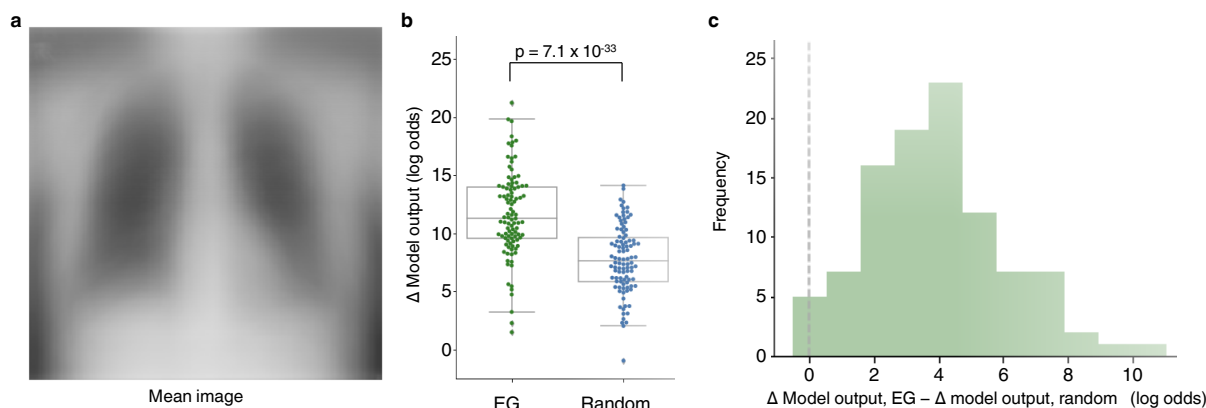 a
Mean image
b
p = 7.1 x 10-33
Δ Model output (log odds)
25
20
15
10
5
0
EG
Random
c
Frequency
25
20
15
10
5
0
0 2 4 6 8 10
Δ Model output, EG – Δ model output, random (log odds)